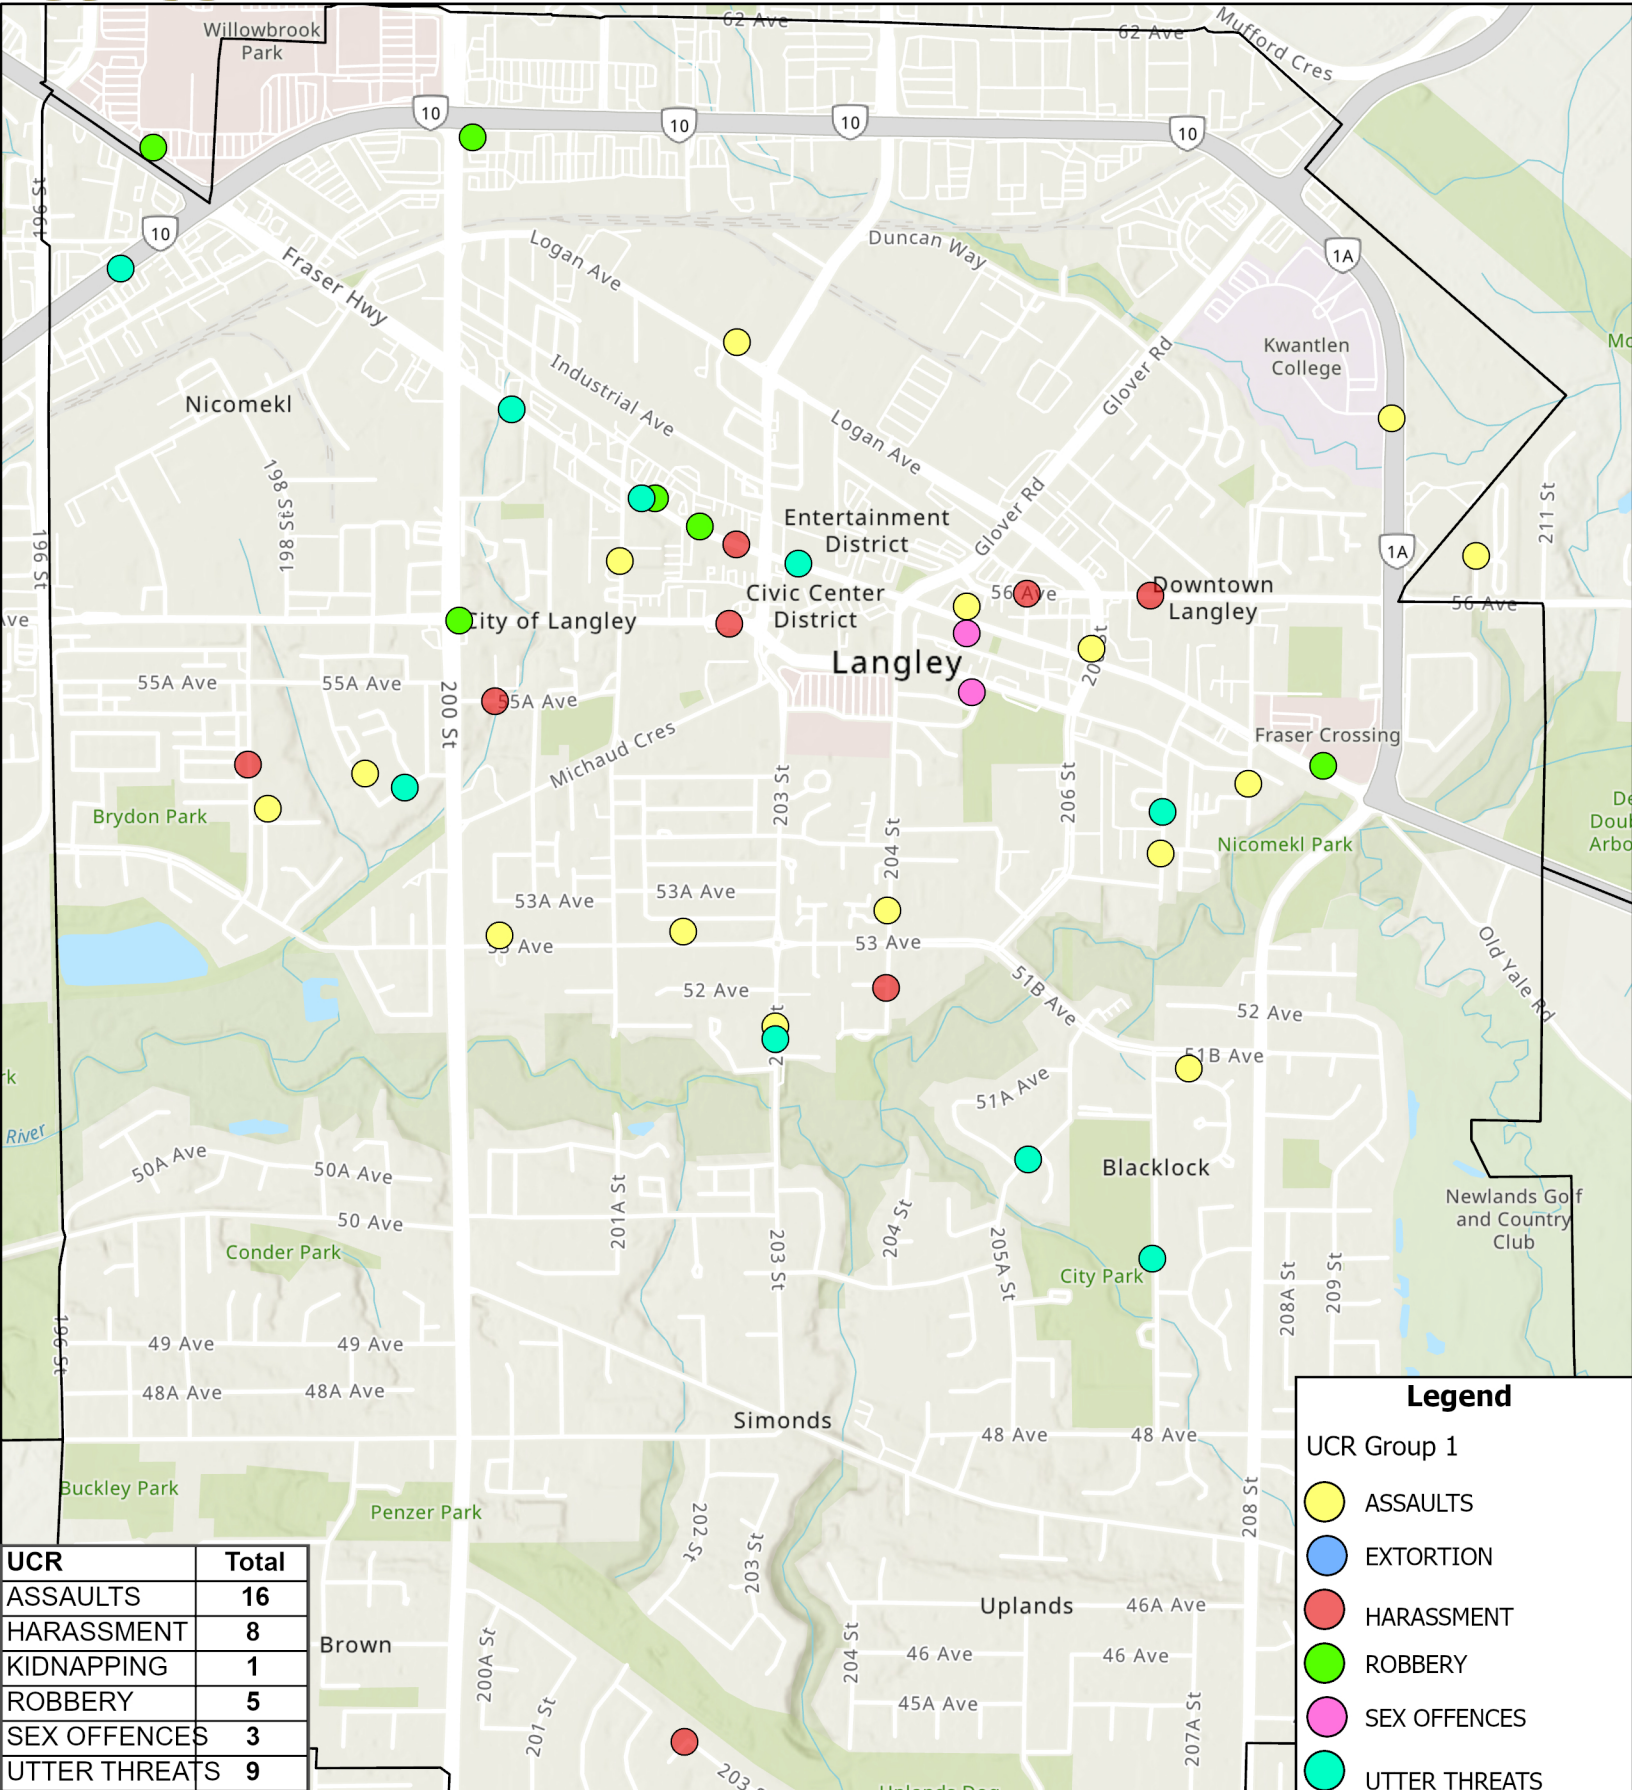 62 Ave
62 Ave
Mufford Cres
Willowbrook
Park
10
10
10
10
10
196 St
Fraser Hwy
Logan Ave
Duncan Way
1A
Kwantlen
College
Glover Rd
Industrial Ave
Logan Ave
Nicomekl
198 St
198 St
Glover Rd
211 St
196 St
Entertainment
District
1A
Civic Center
District
56 Ave
Downtown
Langley
56 Ave
City of Langley
Langley
55A Ave
55A Ave
55A Ave
200 St
Michaud Cres
Fraser Crossing
203 St
206 St
204 St
Brydon Park
Nicomekl Park
53A Ave
53A Ave
53 Ave
53 Ave
Old Yale Rd
52 Ave
51B Ave
52 Ave
51B Ave
51A Ave
River
50A Ave
50A Ave
201A St
Blacklock
50 Ave
204 St
Newlands Golf
and Country
Club
Conder Park
203 St
205A St
City Park
208A St
209 St
196 St
49 Ave
49 Ave
48A Ave
48A Ave
Simonds
48 Ave
48 Ave
Buckley Park
Penzer Park
202 St
203 St
208 St
Uplands
46A Ave
Brown
200A St
204 St
46 Ave
46 Ave
45A Ave
201 St
207A St
UCR Total
ASSAULTS 16
HARASSMENT 8
KIDNAPPING 1
ROBBERY 5
SEX OFFENCES 3
UTTER THREATS 9
Legend
UCR Group 1
ASSAULTS
EXTORTION
HARASSMENT
ROBBERY
SEX OFFENCES
UTTER THREATS